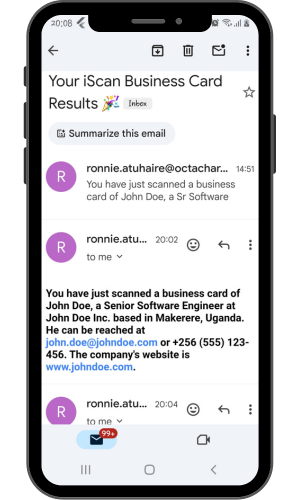 20:08
Your iScan Business Card
Results 🎉 Inbox
Summarize this email
R
ronnie.atuhaire@octachar... 14:51
You have just scanned a business
card of John Doe, a Sr Software
R
ronnie.atu... 20:02
to me
You have just scanned a business card of
John Doe, a Senior Software Engineer at
John Doe Inc. based in Makerere, Uganda.
He can be reached at
john.doe@johndoe.com or +256 (555) 123-
456. The company's website is
www.johndoe.com.
R
ronnie.atu... 20:04
to me
99+